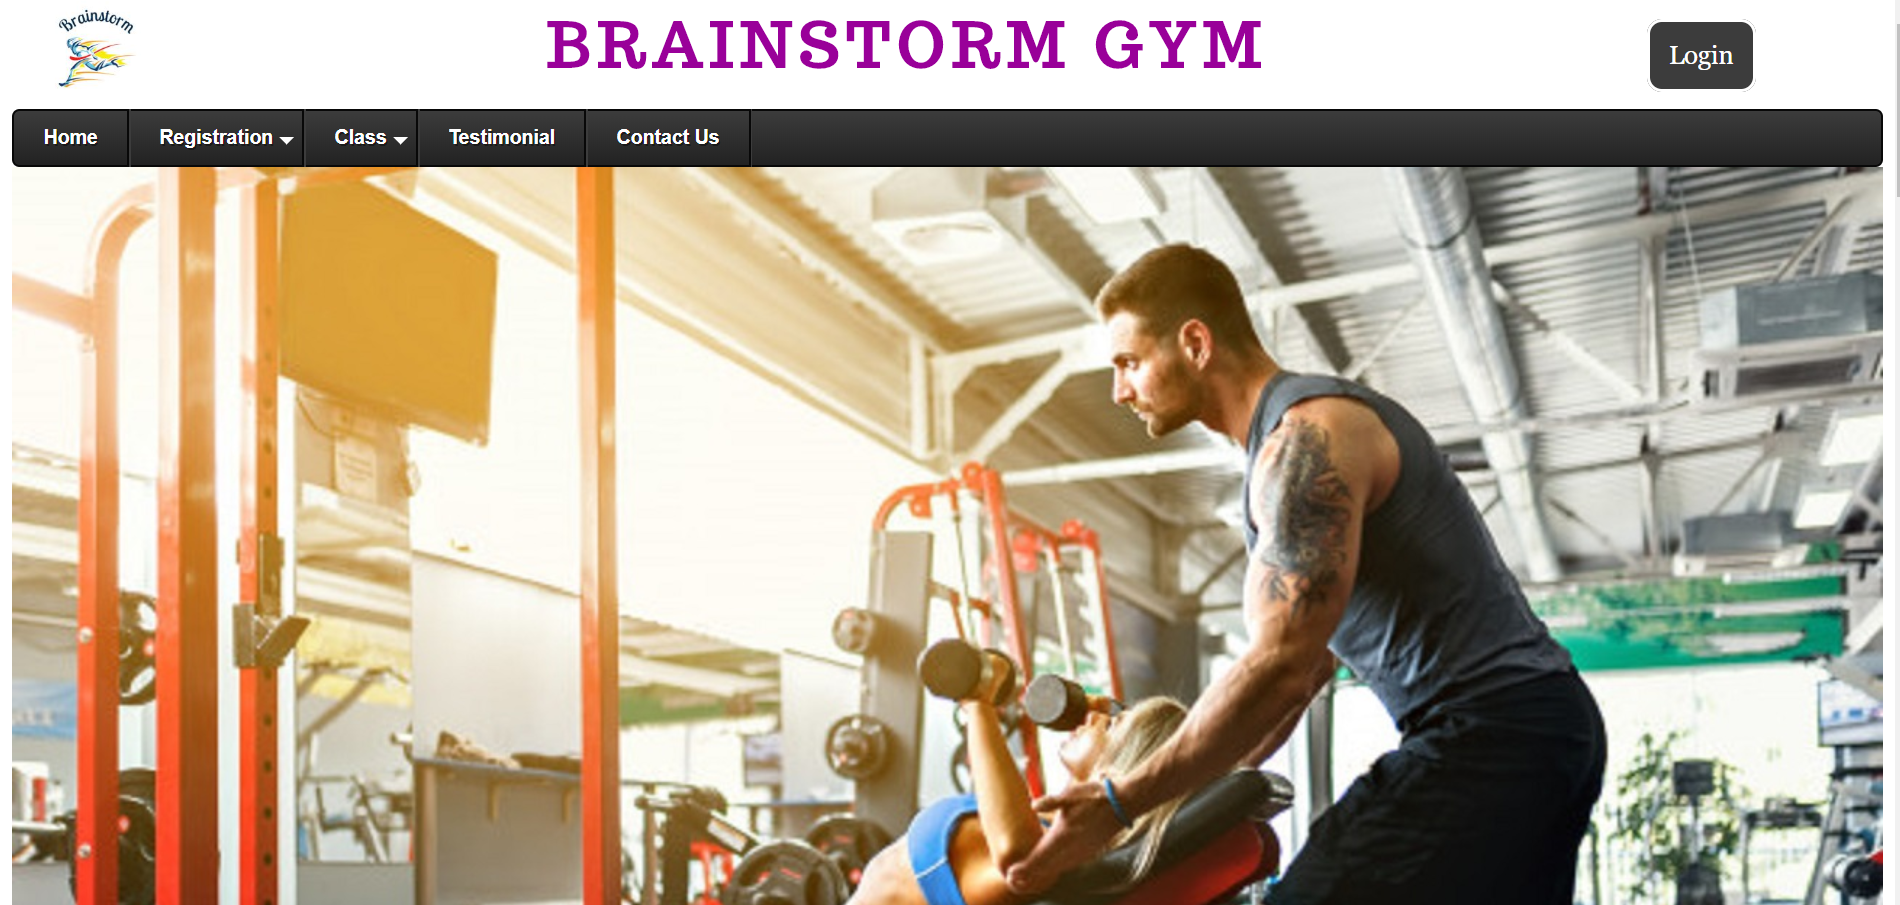 Brainstorm
BRAINSTORM GYM
Login
Home
Registration
Class
Testimonial
Contact Us